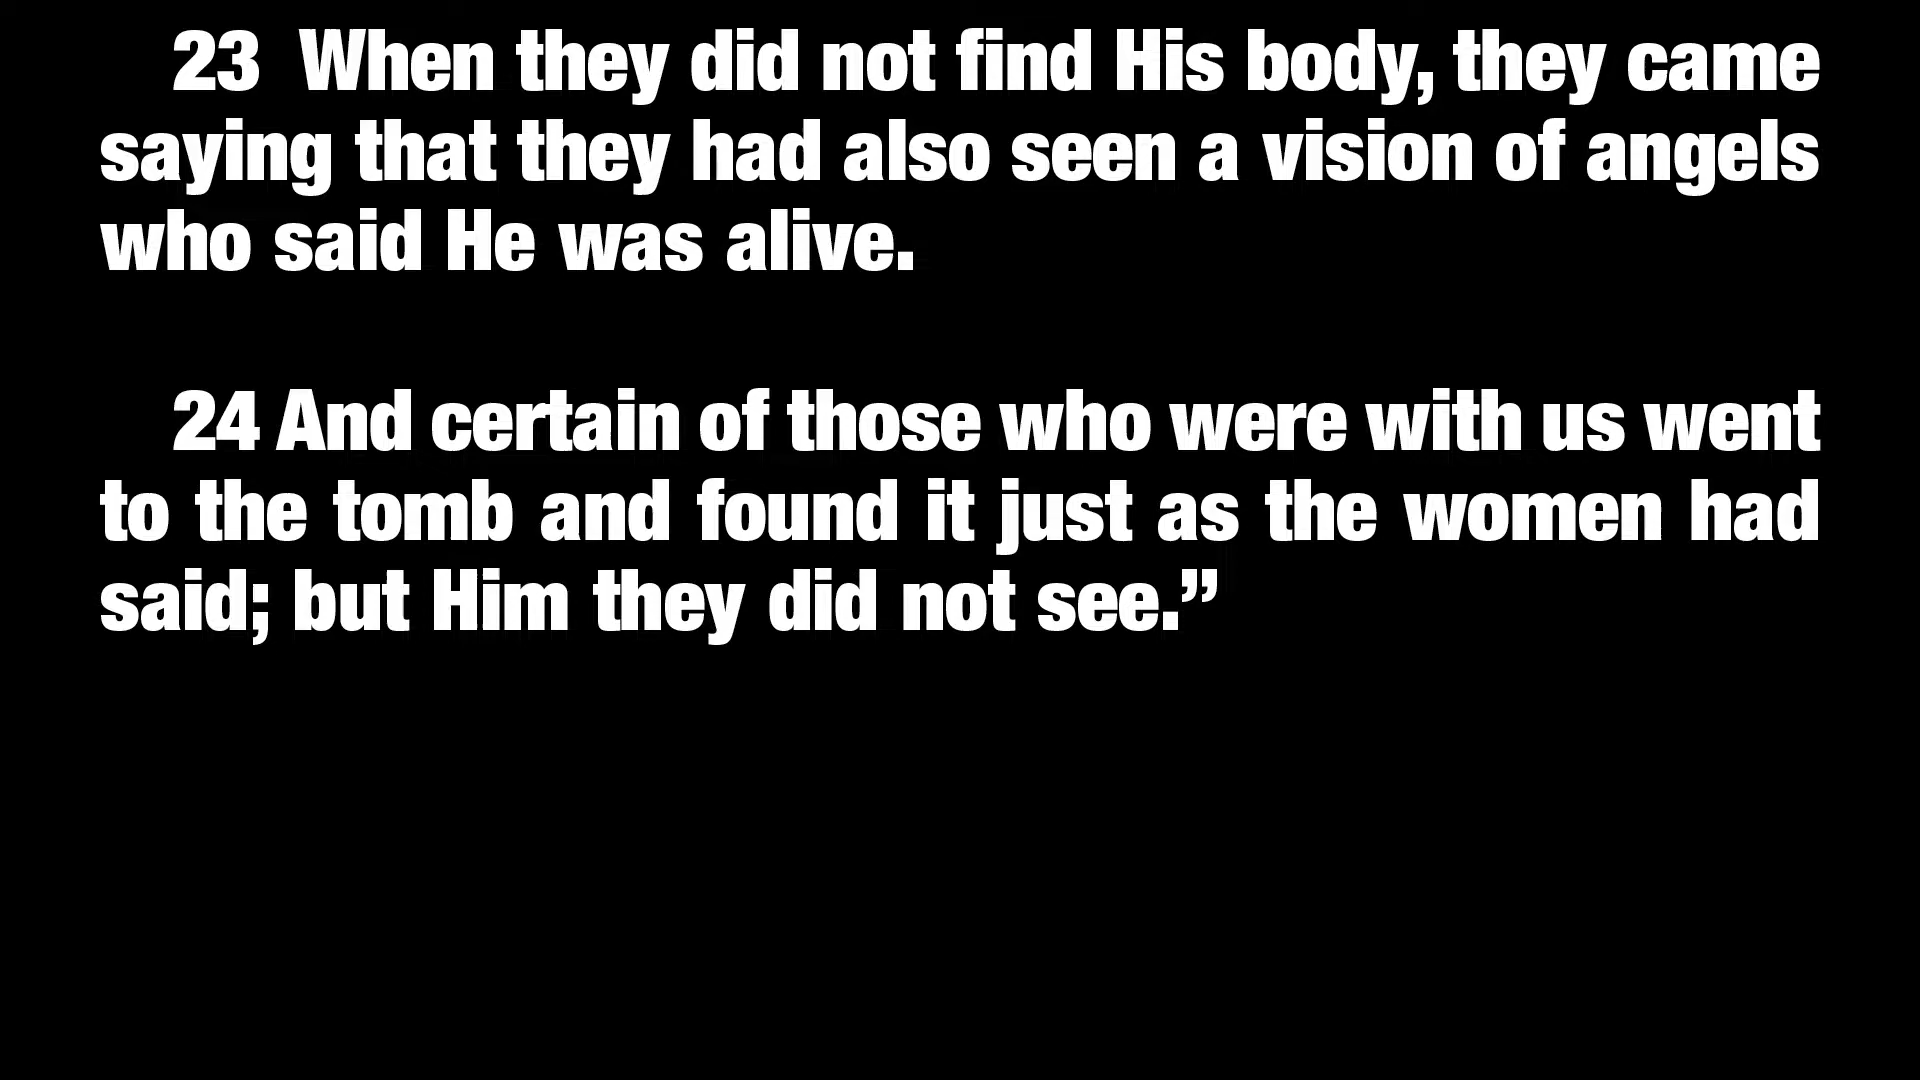 23 When they did not find His body, they came
saying that they had also seen a vision of angels
who said He was alive.
24 And certain of those who were with us went
to the tomb and found it just as the women had
said; but Him they did not see.”